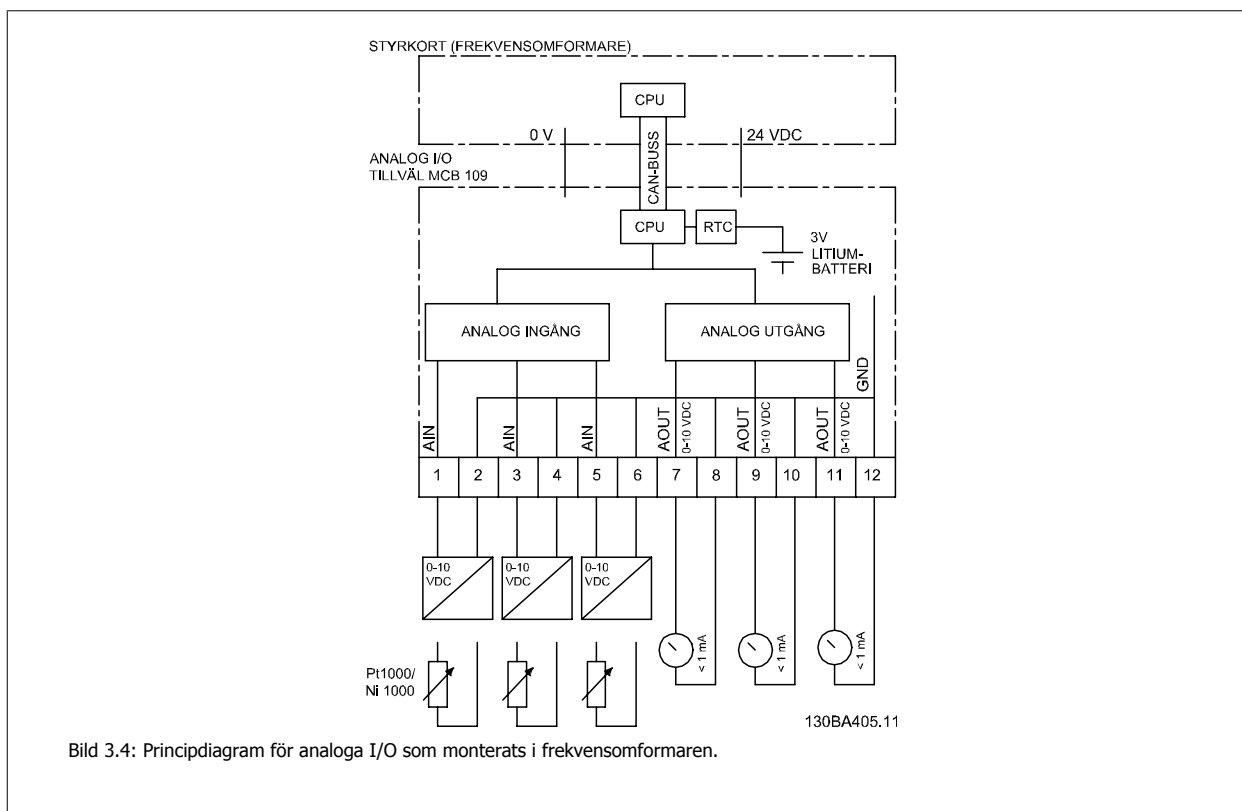 STYRKORT (FREKVENSOMFORMARE)
CPU
0 V
24 VDC
CAN-BUSS
ANALOG I/O
TILLVÄL MCB 109
CPU
RTC
3V
LITIUM-
BATTERI
ANALOG INGÅNG
ANALOG UTGÅNG
GND
AIN
AIN
AIN
AOUT
0-10 VDC
AOUT
0-10 VDC
AOUT
0-10 VDC
1
2
3
4
5
6
7
8
9
10
11
12
0-10
VDC
0-10
VDC
0-10
VDC
< 1 mA
< 1 mA
< 1 mA
Pt1000/
Ni 1000
130BA405.11
Bild 3.4: Principdiagram för analoga I/O som monterats i frekvensomformaren.